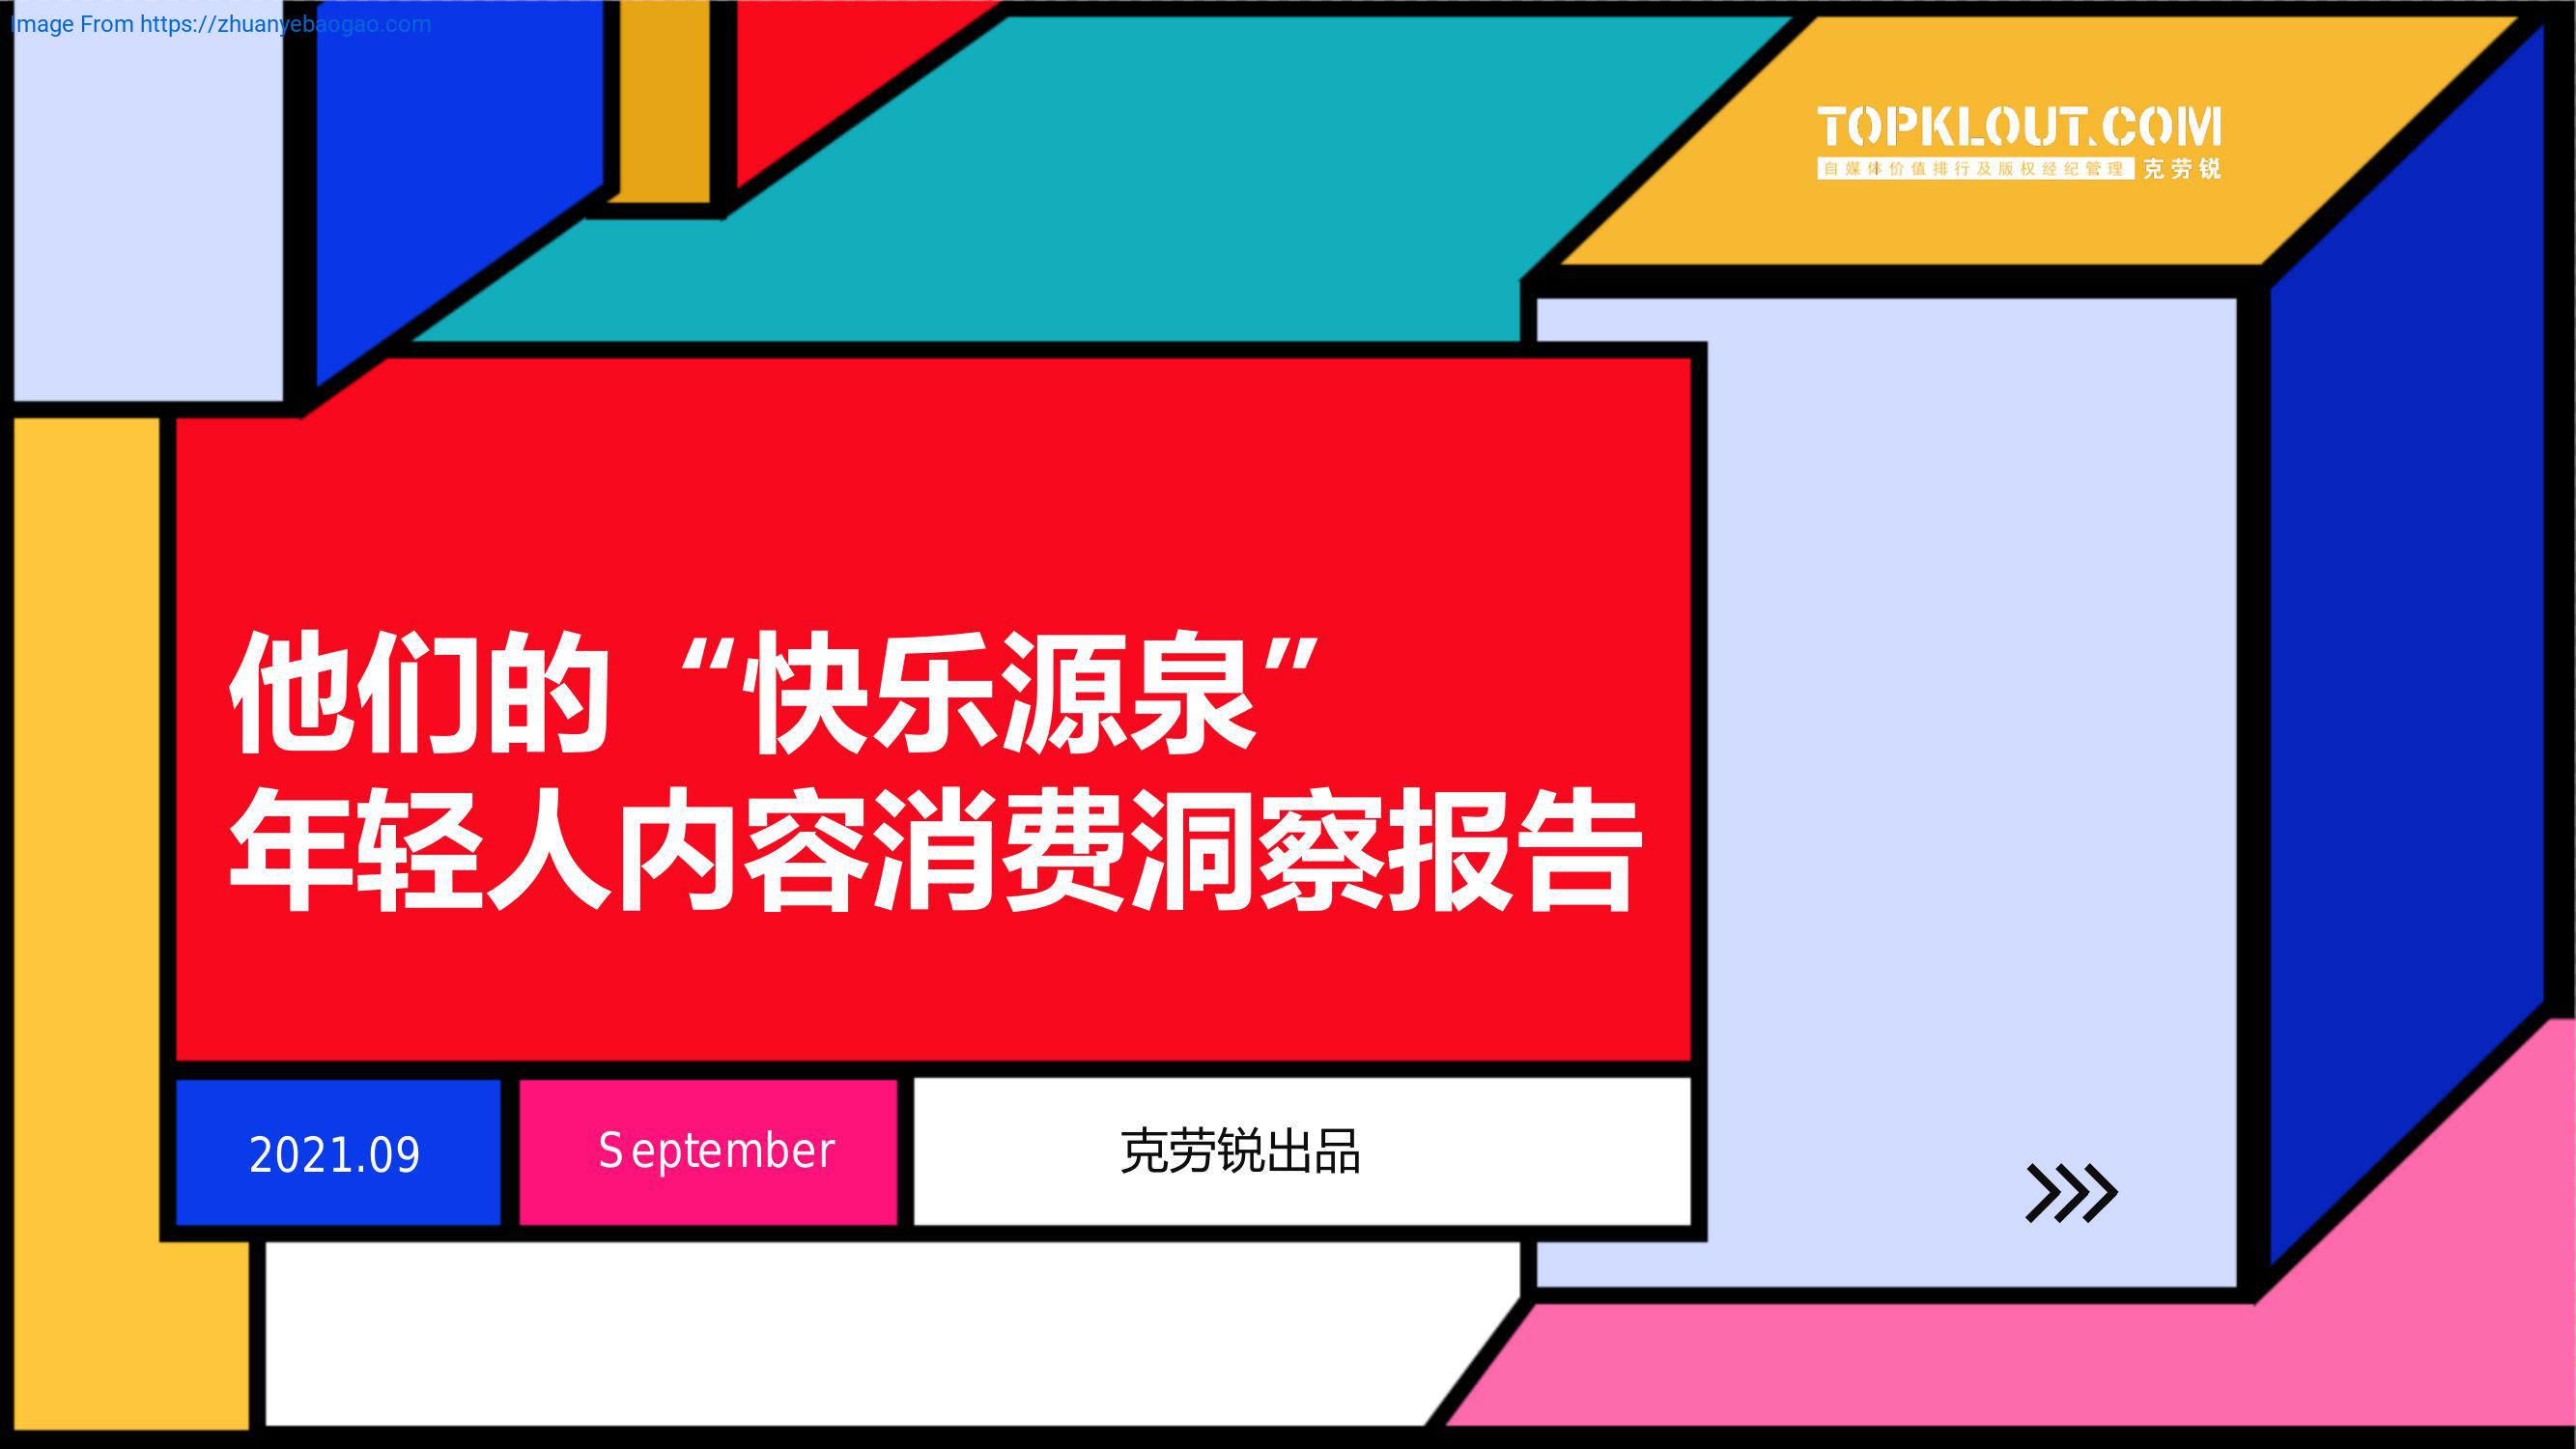 Image From https://zhuanyebaogao.com
TOPKLOUT.COM
自媒体价值排行及版权经纪管理 克劳锐
他们的 “快乐源泉”
年轻人内容消费洞察报告
2021.09
September
克劳锐出品